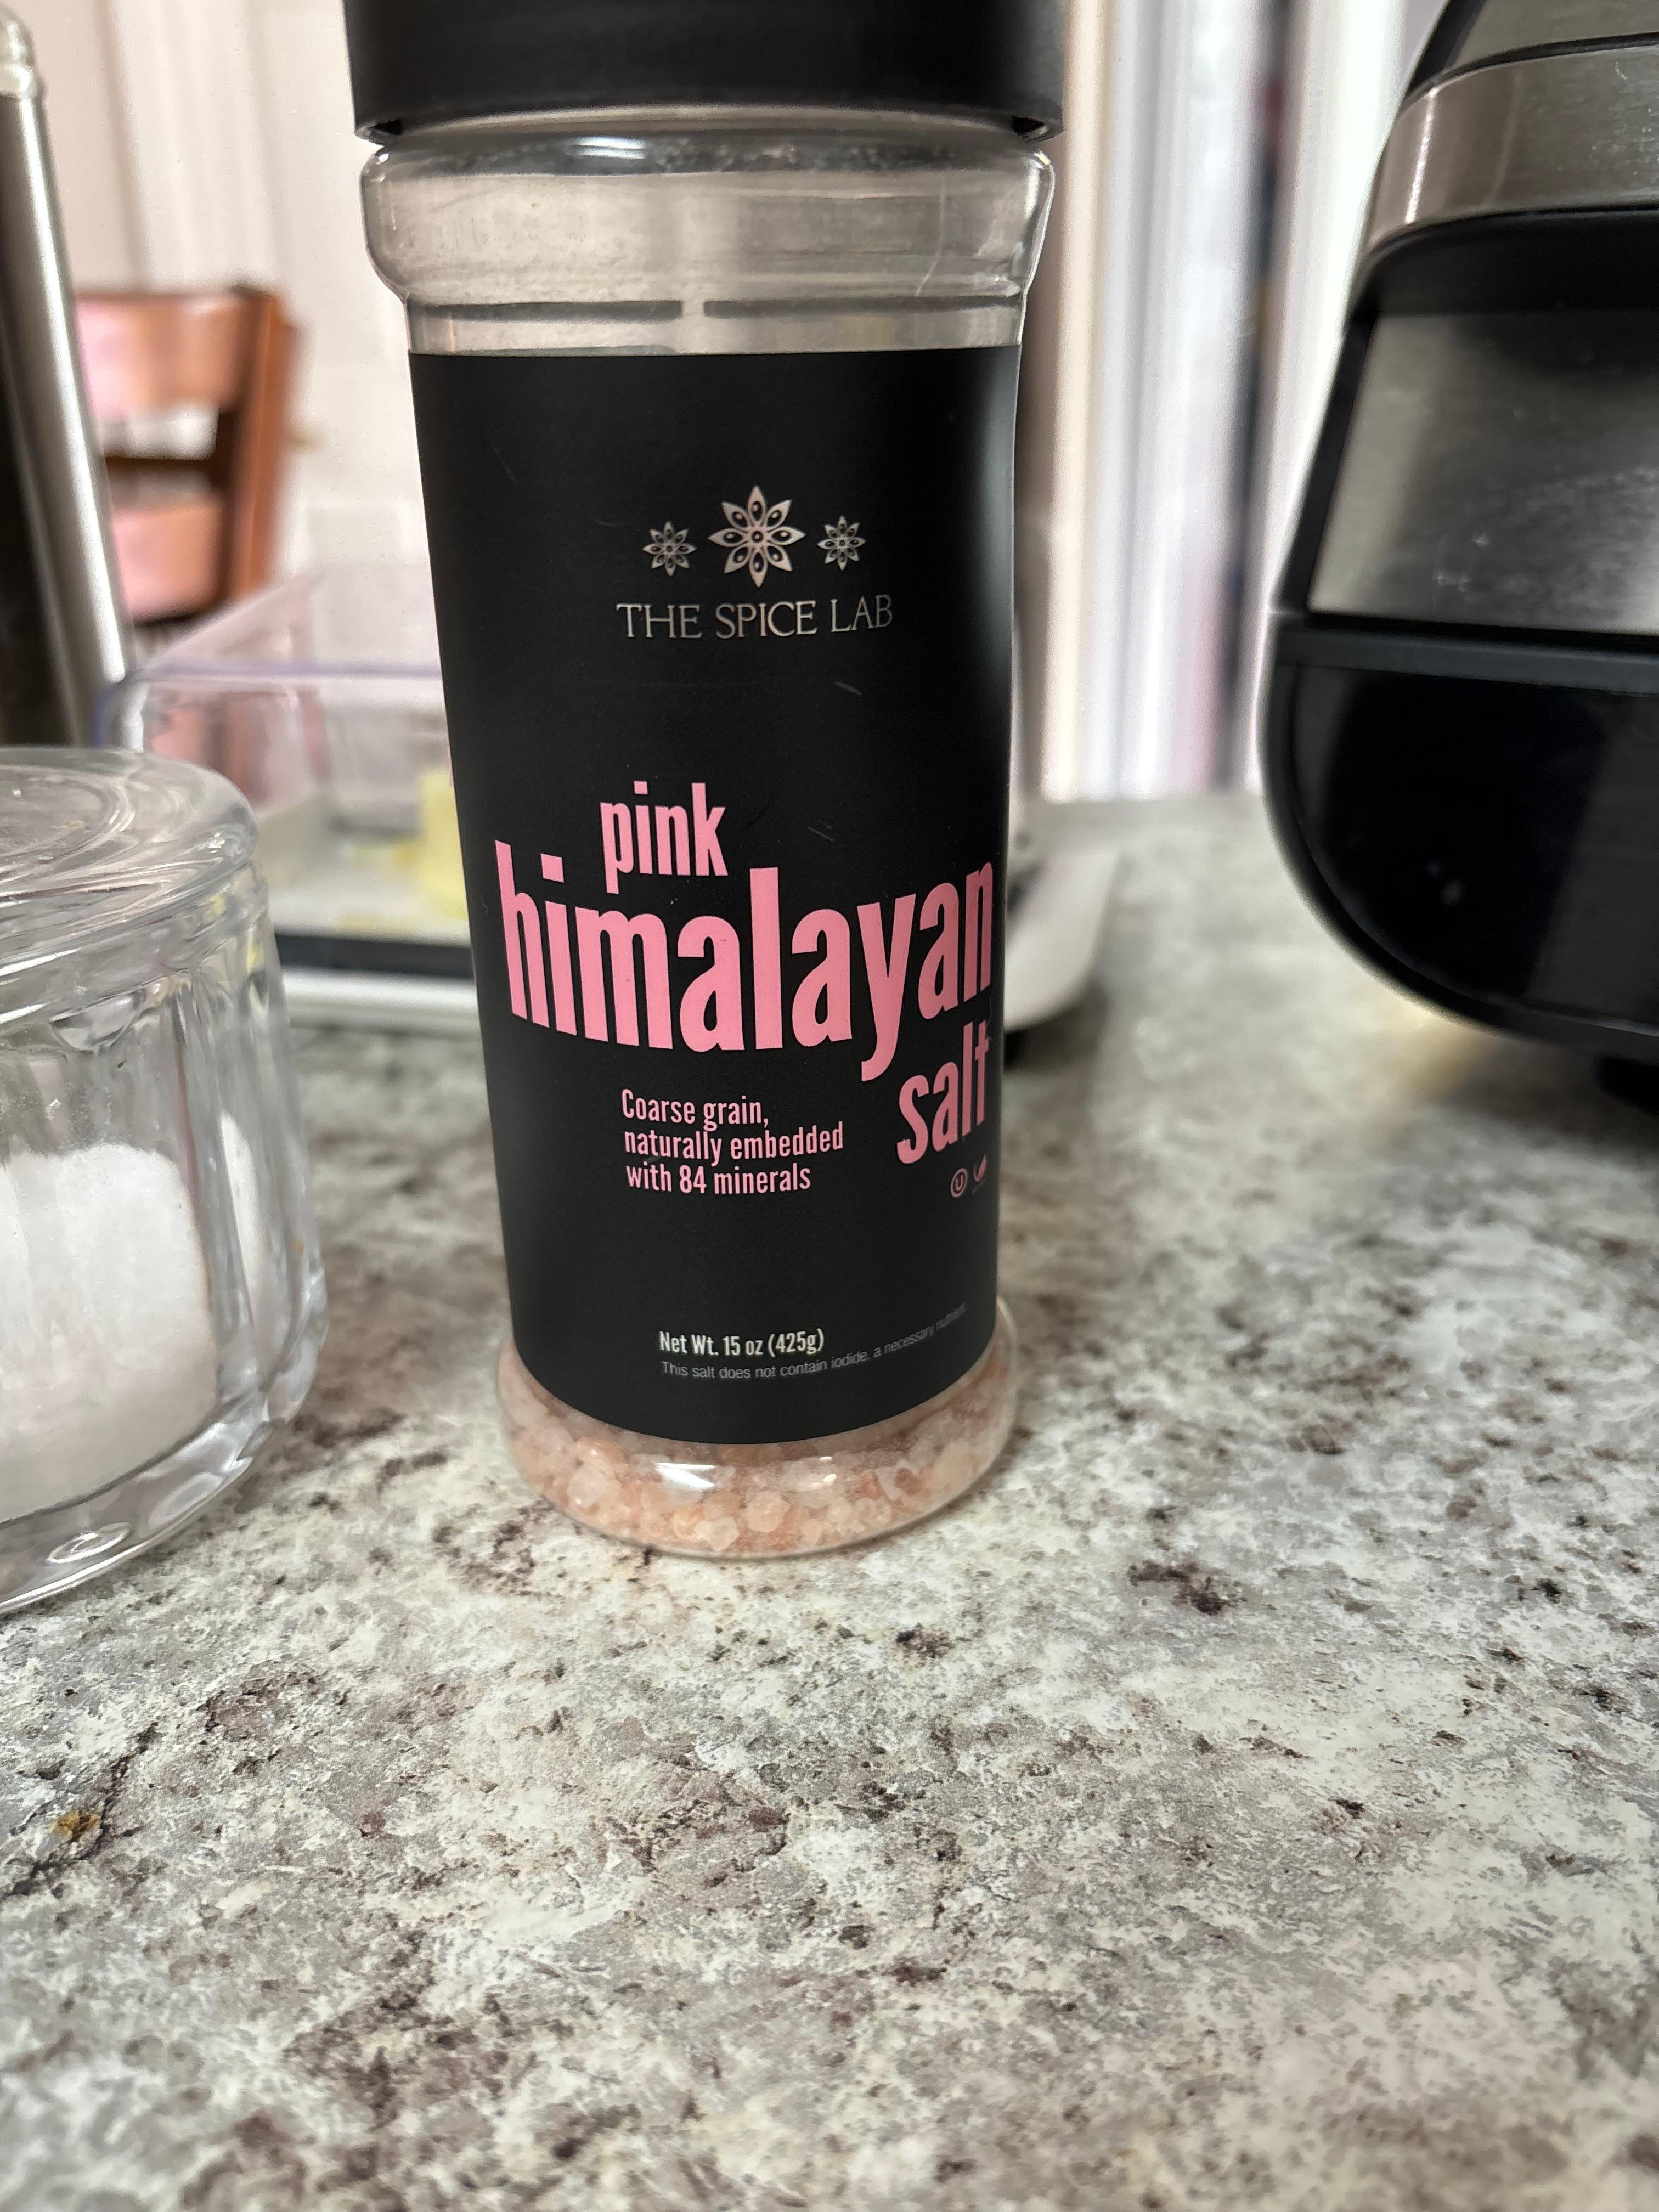 THE SPICE LAB
pink
himalayan
salt
Coarse grain,
naturally embedded
with 84 minerals
U
Net Wt. 15 oz (425g)
This salt does not contain iodide, a necessary nutrient.